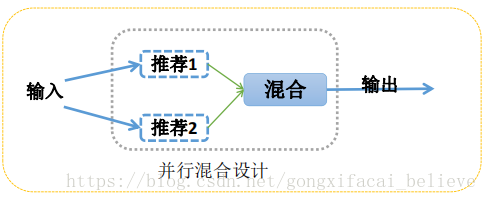 推荐1
输入
混合
输出
推荐2
并行混合设计
https://blog.csdn.net/gongxifacai_believe